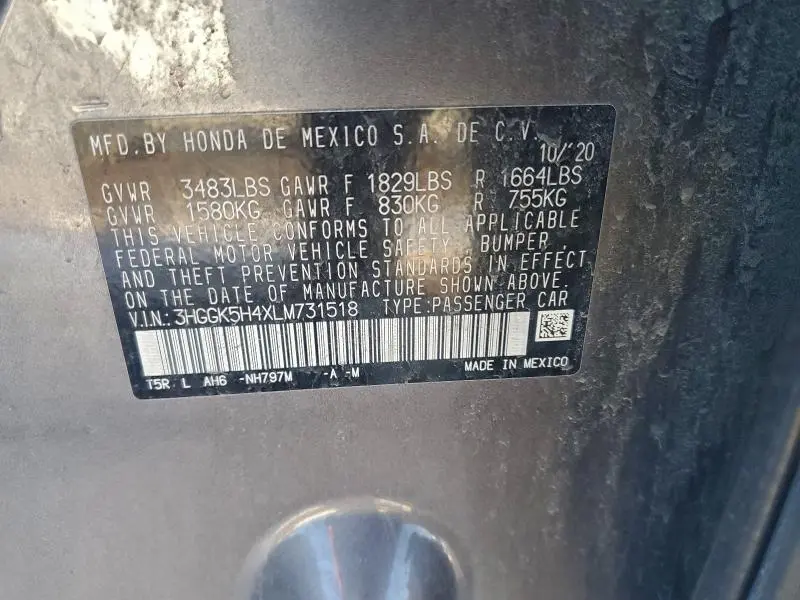 MFD. BY HONDA DE MEXICO S.A. DE C.V.
10/'20
GVWR 3483LBS GAWR F 1829LBS R 1664LBS
GVWR 1580KG GAWR F 830KG R 755KG
THIS VEHICLE CONFORMS TO ALL APPLICABLE
FEDERAL MOTOR VEHICLE SAFETY, BUMPER,
AND THEFT PREVENTION STANDARDS IN EFFECT
ON THE DATE OF MANUFACTURE SHOWN ABOVE.
V.I.N.: 3HGGK5H4XLM731518 TYPE:PASSENGER CAR
MADE IN MEXICO
T5R L AH6 -NH797M -A -M